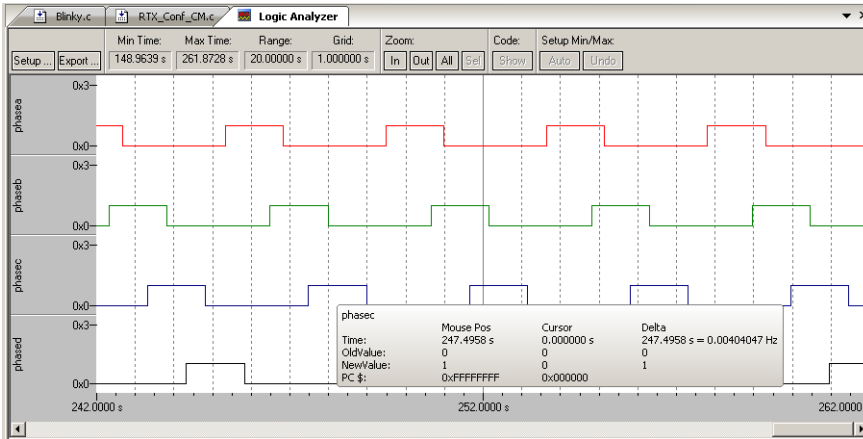 Blinky.c RTX_Conf_CM.c Logic Analyzer
Min Time: Max Time: Range: Grid: Zoom: Code: Setup Min/Max:
Setup ... Export ... 148.9639 s 261.8728 s 20.00000 s 1.000000 s In Out All Sel Show Auto Undo
0x3
phasea
0x0
0x3
phaseb
0x0
0x3
phasec
0x0
0x3
phased
0x0
phasec
Mouse Pos Cursor Delta
Time: 247.4958 s 0.000000 s 247.4958 s = 0.00404047 Hz
OldValue: 0 0 0
NewValue: 1 0 1
PC $: 0xFFFFFFFF 0x000000
242.0000 s 252.0000 s 262.0000